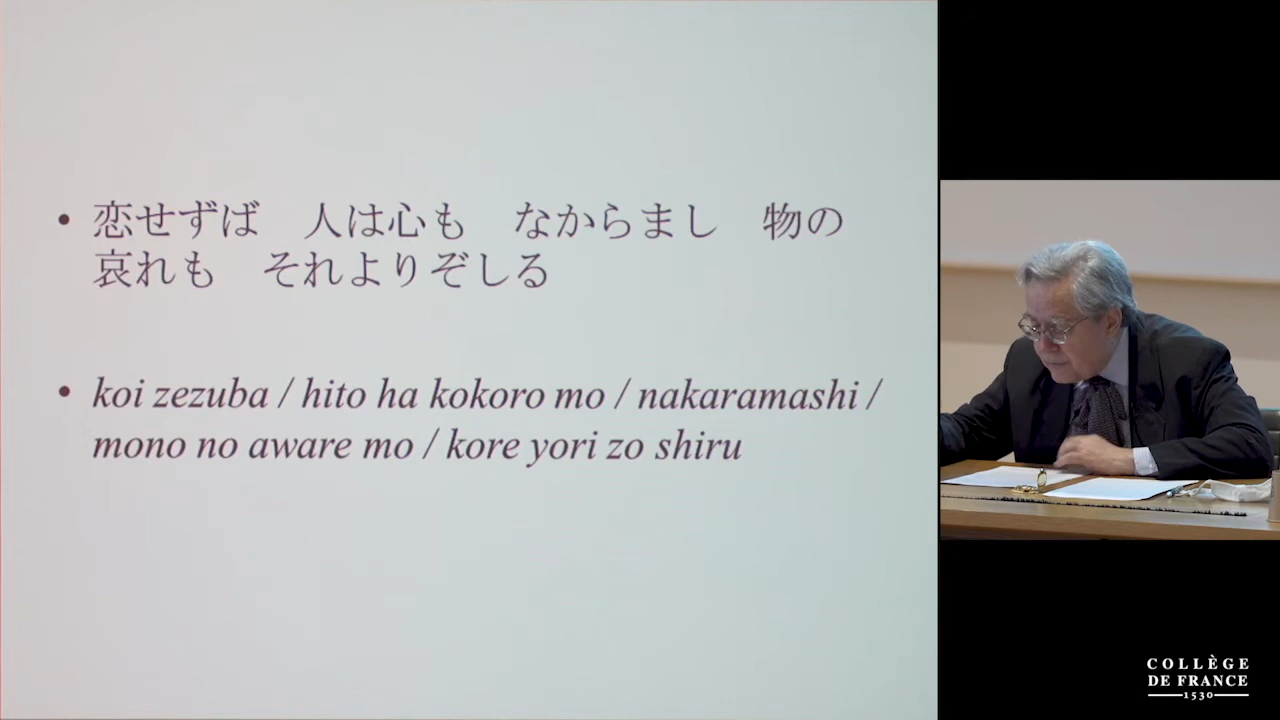 • 恋せずば　人は心も　なからまし　物の
哀れも　それよりぞしる
• koi zezuba / hito ha kokoro mo / nakaramashi /
mono no aware mo / kore yori zo shiru
COLLÈGE
DE FRANCE
1530